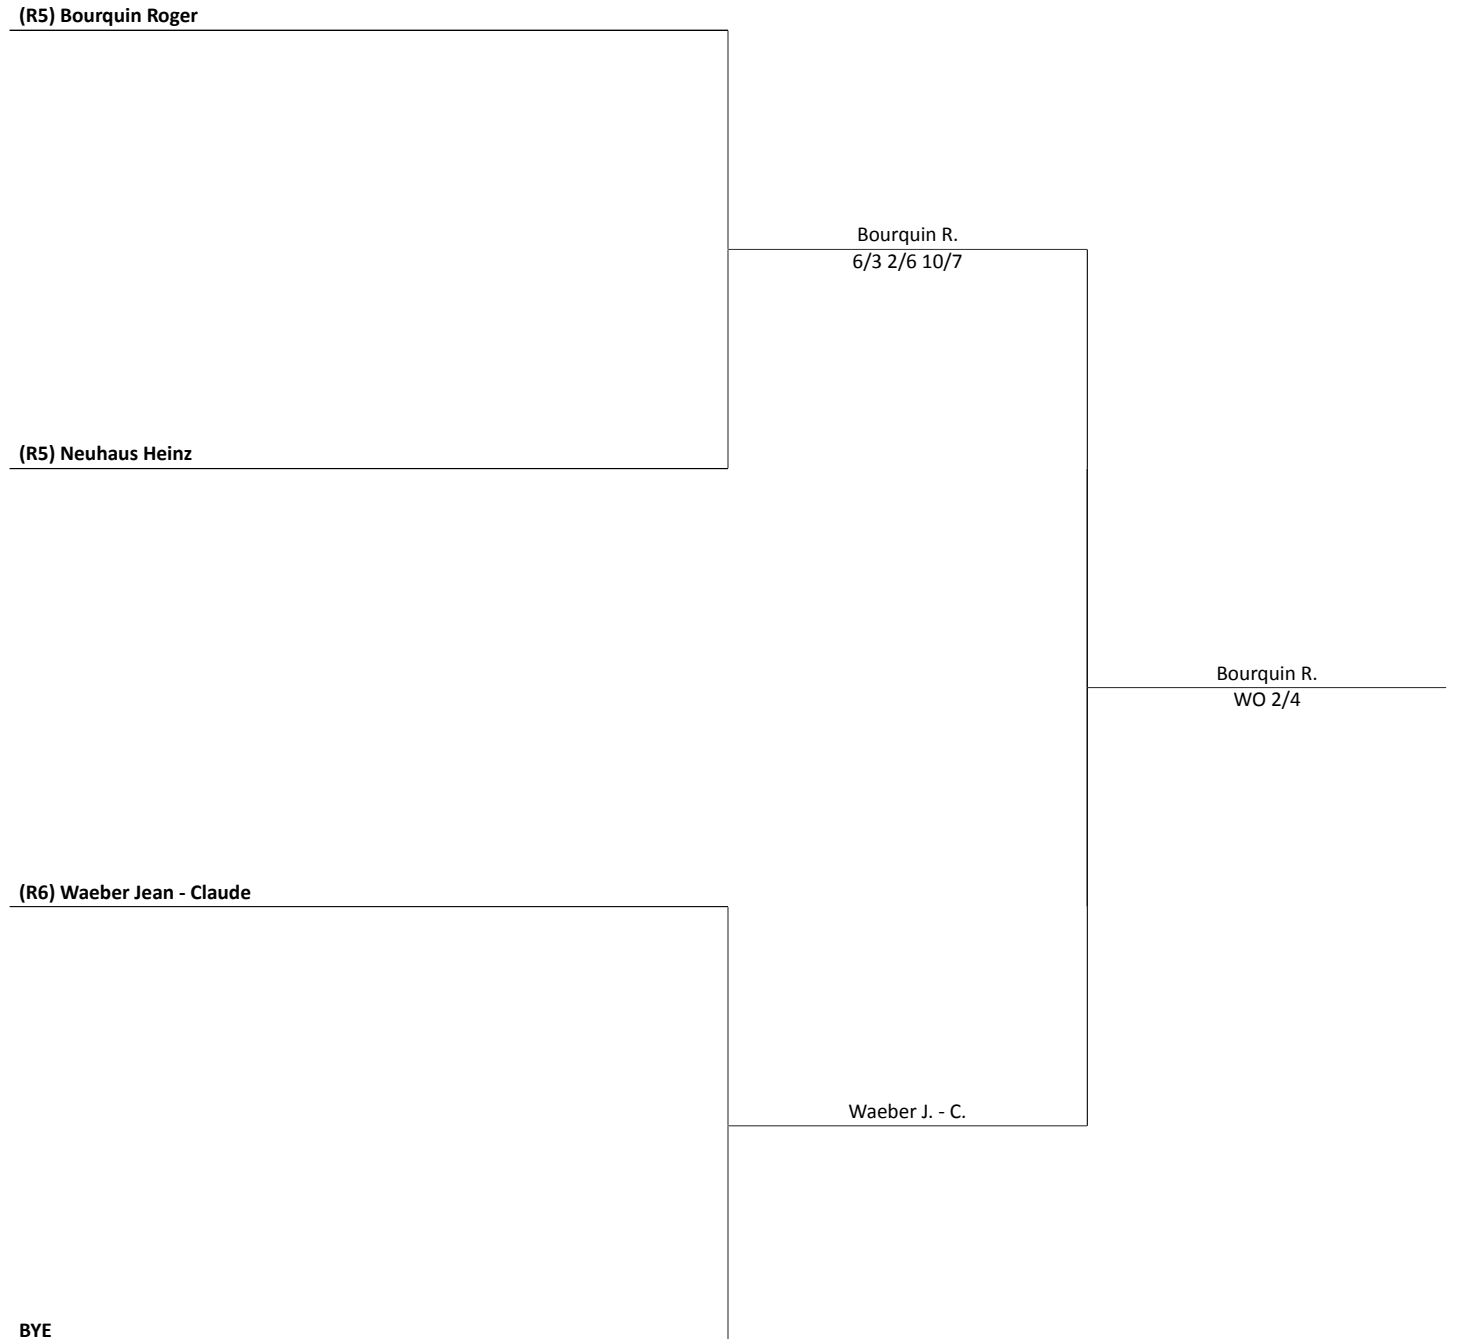 (R5) Bourquin Roger
Bourquin R.
6/3 2/6 10/7
(R5) Neuhaus Heinz
Bourquin R.
WO 2/4
(R6) Waeber Jean - Claude
Waeber J. - C.
BYE